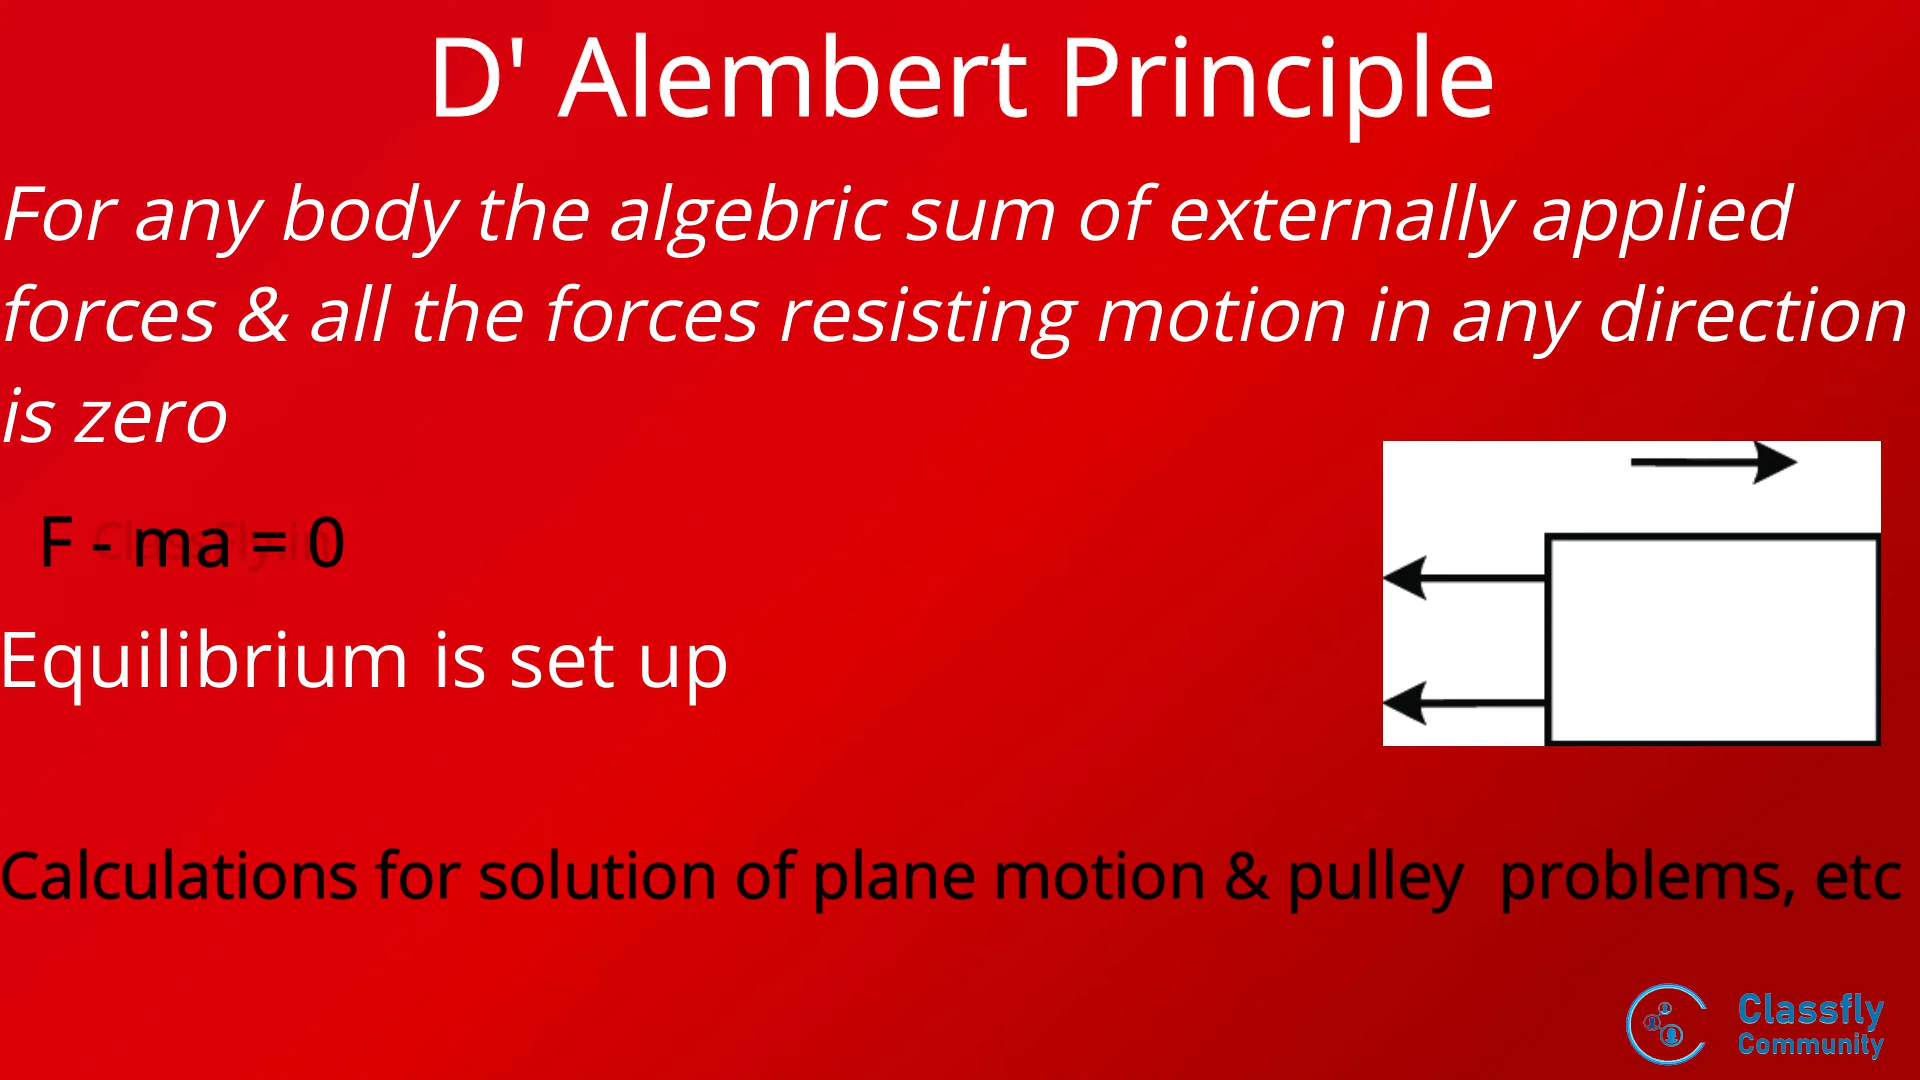 D' Alembert Principle
For any body the algebric sum of externally applied
forces & all the forces resisting motion in any direction
is zero
F - ma = 0
ClassFly.in
Equilibrium is set up
Calculations for solution of plane motion & pulley problems, etc
Classfly
Community